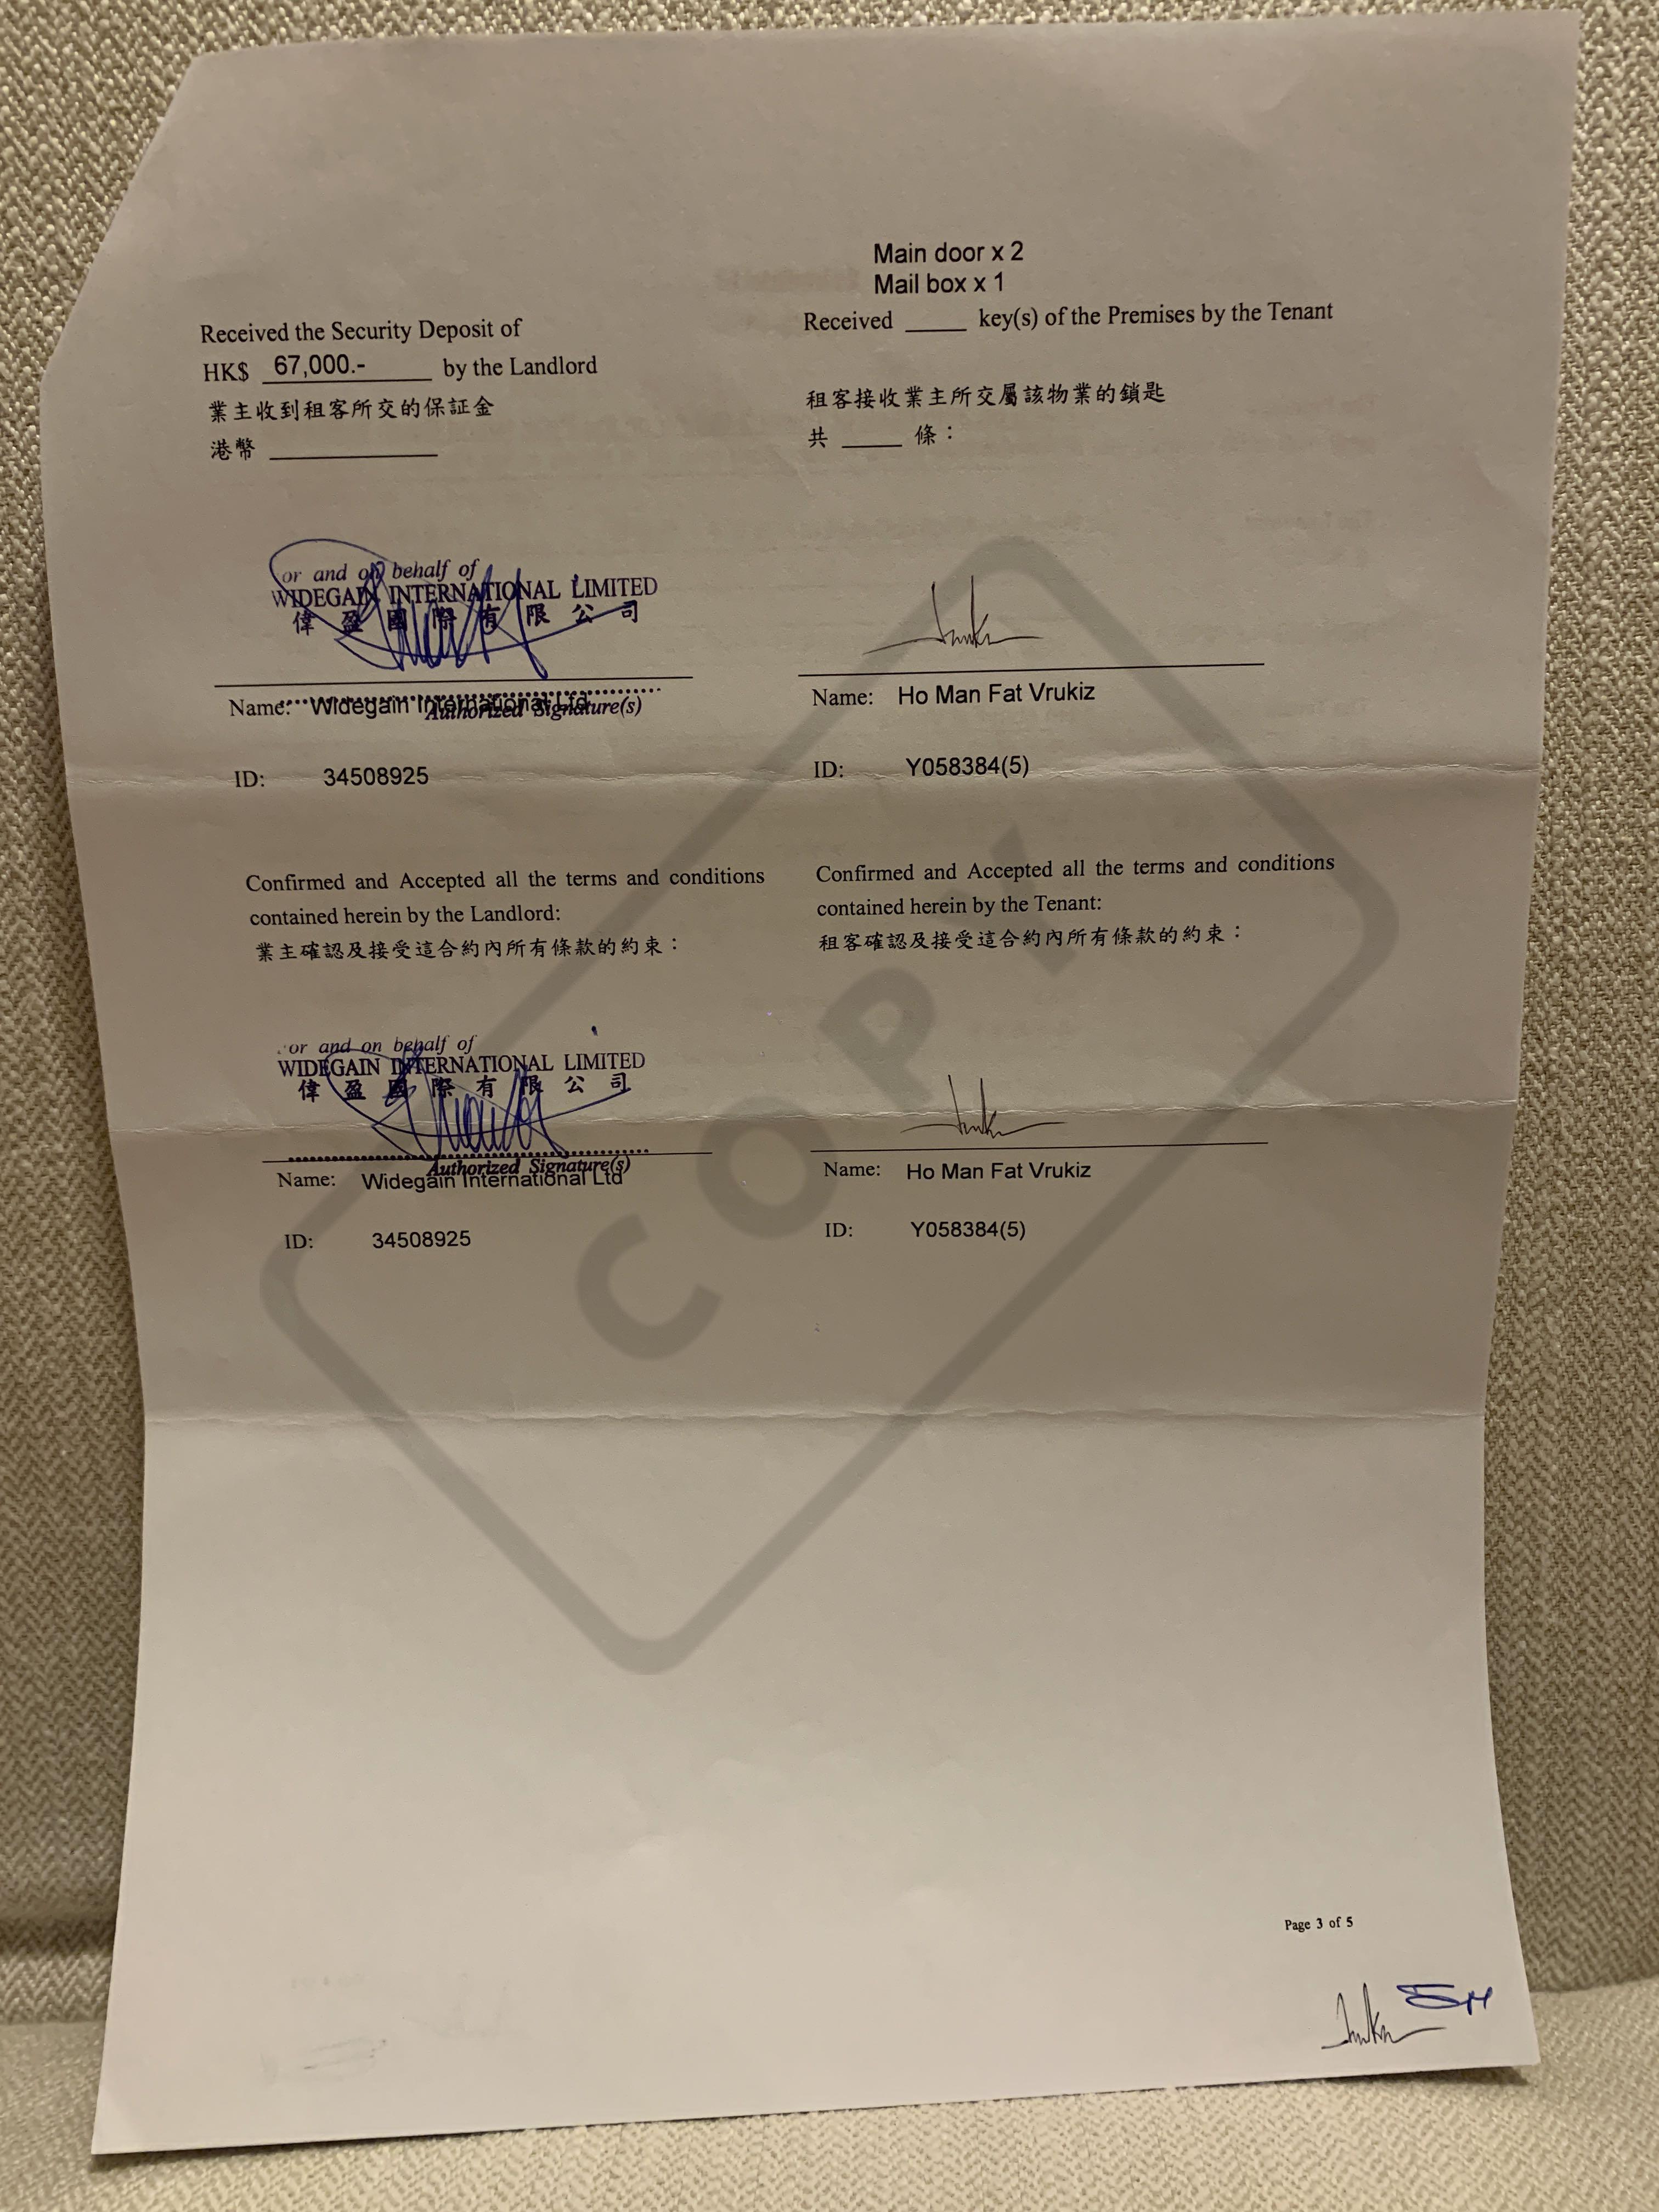 Main door x 2
Mail box x 1
Received the Security Deposit of
HK$ 67,000.- by the Landlord
業主收到租客所交的保証金
港幣
Received ____ key(s) of the Premises by the Tenant
租客接收業主所交屬該物業的鎖匙
共 ____ 條：
or and on behalf of
WIDEGAIN INTERNATIONAL LIMITED
偉盈國際有限公司
Authorized Signature(s)
Name: Widegain International Ltd
ID: 34508925
Name: Ho Man Fat Vrukiz
ID: Y058384(5)
Confirmed and Accepted all the terms and conditions
contained herein by the Landlord:
業主確認及接受這合約內所有條款的約束：
Confirmed and Accepted all the terms and conditions
contained herein by the Tenant:
租客確認及接受這合約內所有條款的約束：
or and on behalf of
WIDEGAIN INTERNATIONAL LIMITED
偉盈國際有限公司
Authorized Signature(s)
Name: Widegain International Ltd
ID: 34508925
Name: Ho Man Fat Vrukiz
ID: Y058384(5)
COPY
Page 3 of 5